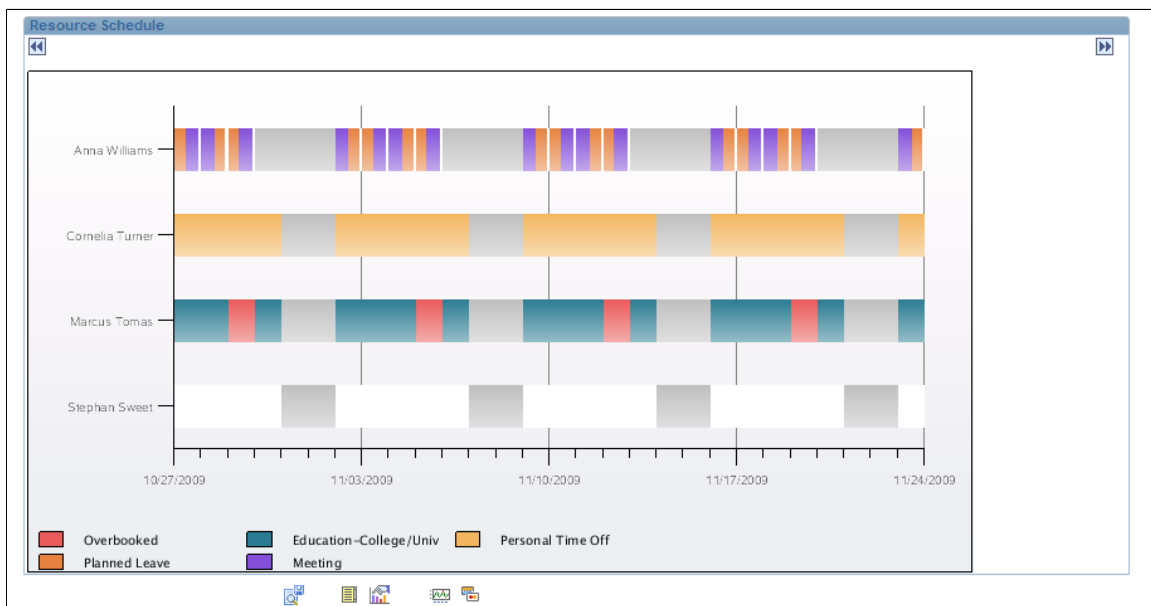 Resource Schedule
Anna Williams
Cornelia Turner
Marcus Tomas
Stephan Sweet
10/27/2009 11/03/2009 11/10/2009 11/17/2009 11/24/2009
Overbooked Education-College/Univ Personal Time Off
Planned Leave Meeting